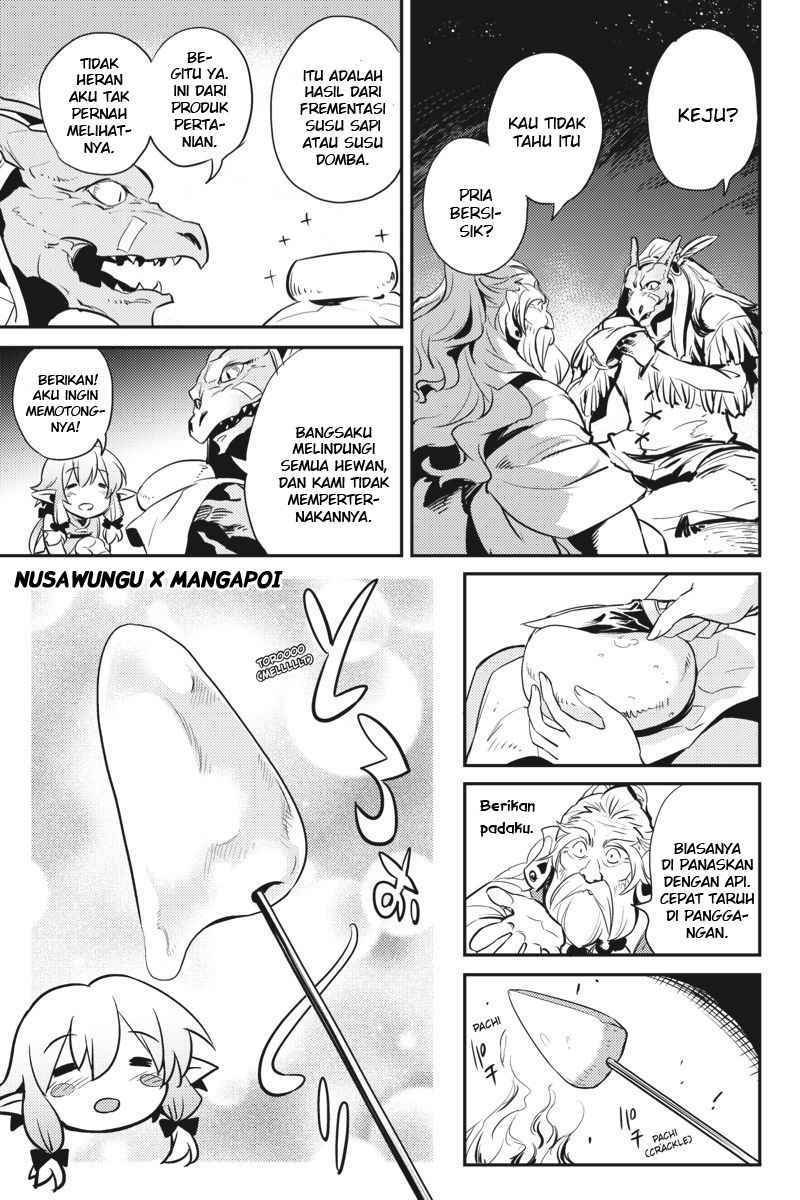 KEJU?
KAU TIDAK
TAHU ITU
PRIA
BERSI-
SIK?
ITU ADALAH
HASIL DARI
FREMENTASI
SUSU SAPI
ATAU SUSU
DOMBA.
BE-
GITU YA.
INI DARI
PRODUK
PERTA-
NIAN.
TIDAK
HERAN
AKU TAK
PERNAH
MELIHAT-
NYA.
BANGSAKU
MELINDUNGI
SEMUA HEWAN,
DAN KAMI TIDAK
MEMPERTER-
NAKANNYA.
BERIKAN!
AKU INGIN
MEMOTONG-
NYA!
BIASANYA
DI PANASKAN
DENGAN API.
CEPAT TARUH
DI PANGGA-
NGAN.
Berikan
padaku.
PACHI
PACHI
(CRACKLE)
NUSAWUNGU X MANGAPOI
TOROOOO
(MELLLLLT)